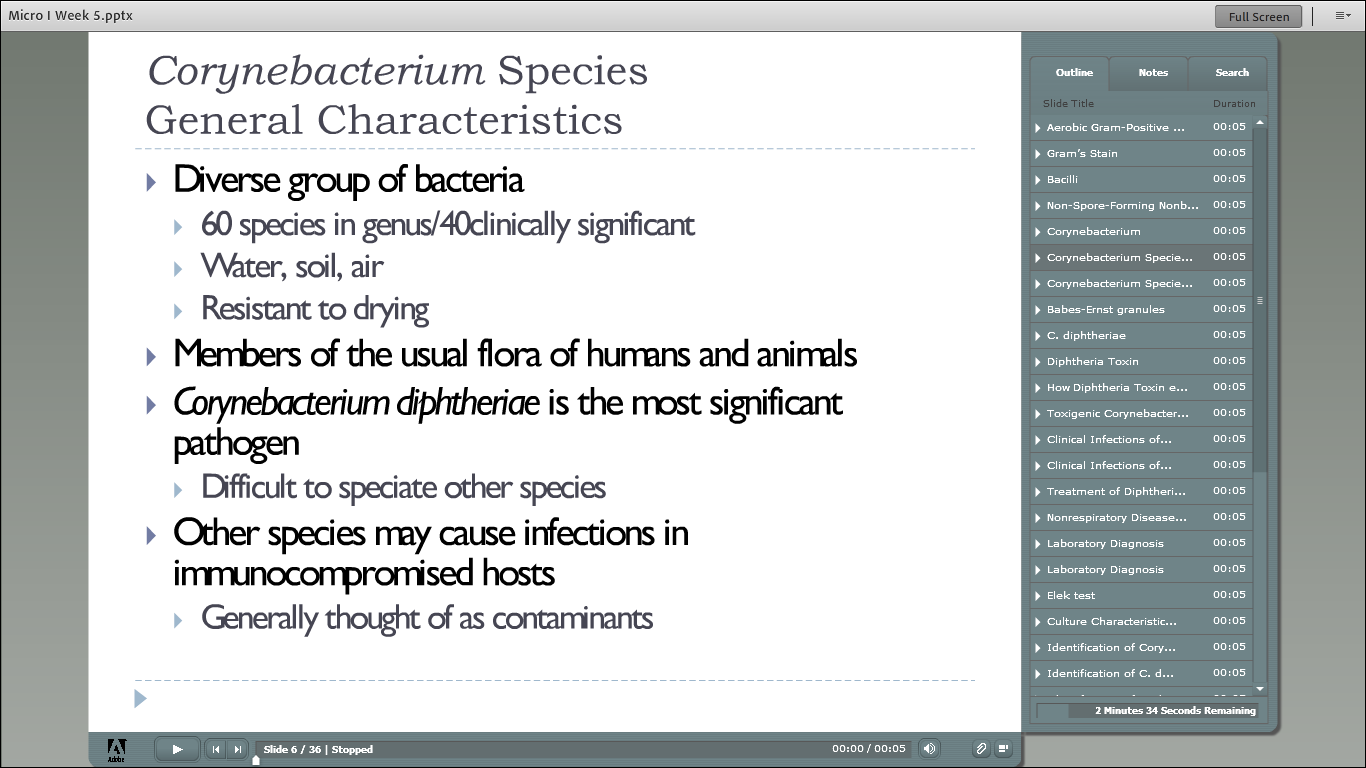 Micro I Week 5.pptx
Full Screen
Corynebacterium Species
General Characteristics
Diverse group of bacteria
60 species in genus/40clinically significant
Water, soil, air
Resistant to drying
Members of the usual flora of humans and animals
Corynebacterium diphtheriae is the most significant
pathogen
Difficult to speciate other species
Other species may cause infections in
immunocompromised hosts
Generally thought of as contaminants
Outline Notes Search
Slide Title Duration
Aerobic Gram-Positive ... 00:05
Gram's Stain 00:05
Bacilli 00:05
Non-Spore-Forming Nonb... 00:05
Corynebacterium 00:05
Corynebacterium Specie... 00:05
Corynebacterium Specie... 00:05
Babes-Ernst granules 00:05
C. diphtheriae 00:05
Diphtheria Toxin 00:05
How Diphtheria Toxin e... 00:05
Toxigenic Corynebacter... 00:05
Clinical Infections of... 00:05
Clinical Infections of... 00:05
Treatment of Diphtheri... 00:05
Nonrespiratory Disease... 00:05
Laboratory Diagnosis 00:05
Laboratory Diagnosis 00:05
Elek test 00:05
Culture Characteristic... 00:05
Identification of Cory... 00:05
Identification of C. d... 00:05
2 Minutes 34 Seconds Remaining
Adobe
Slide 6 / 36 | Stopped
00:00 / 00:05